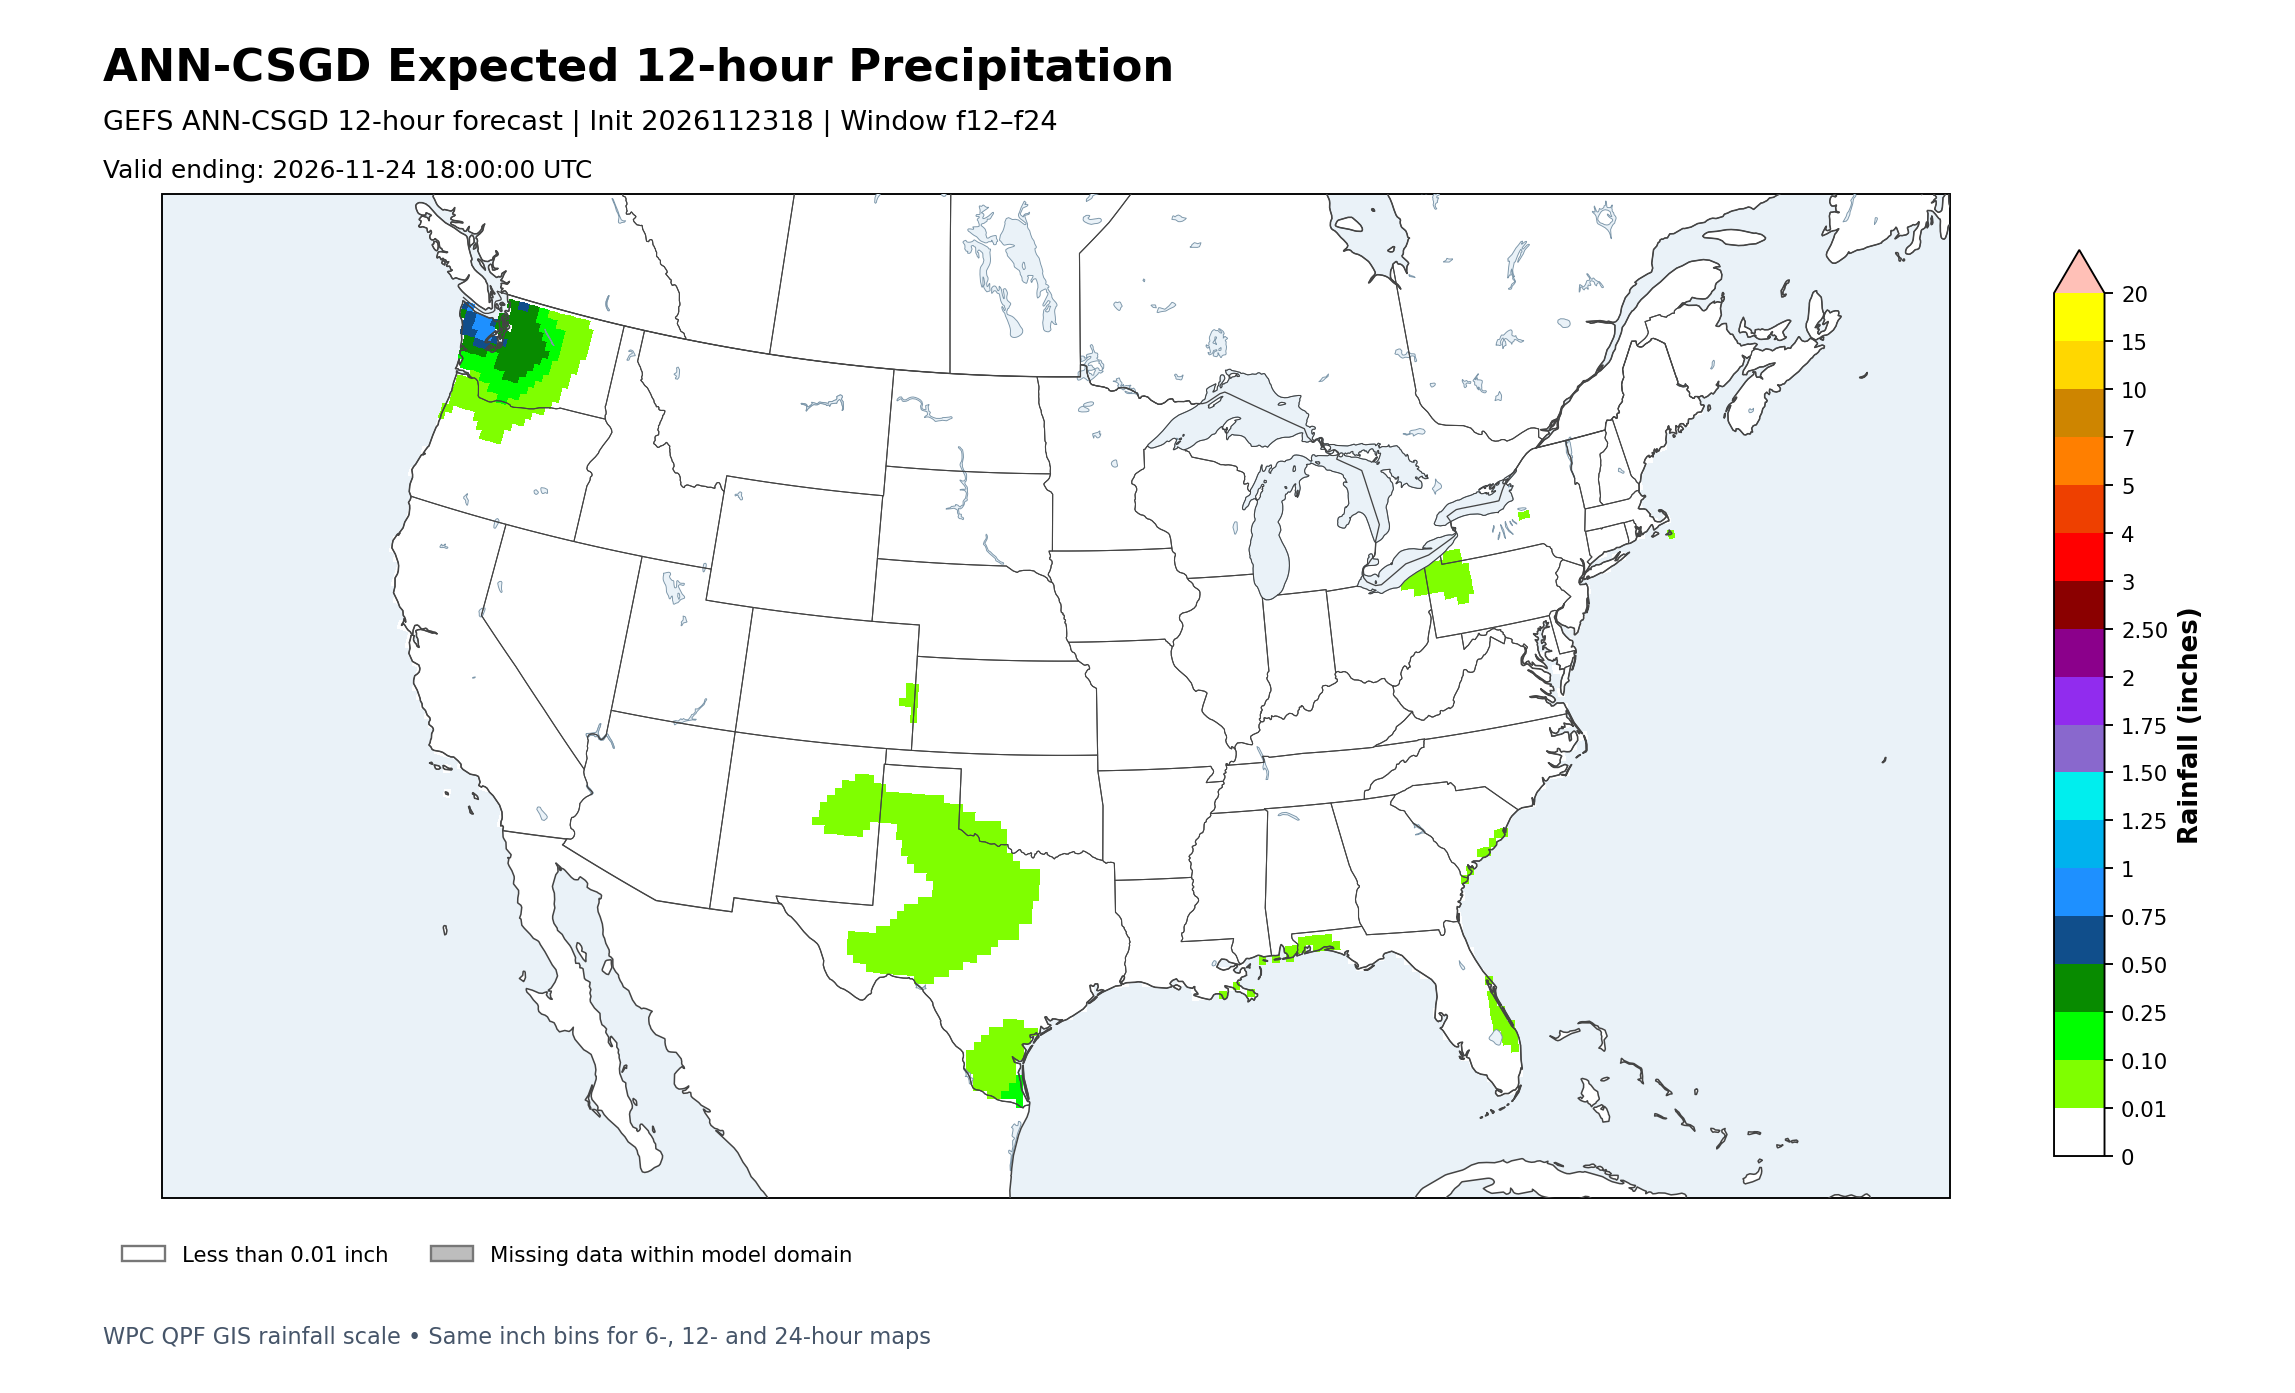 ANN-CSGD Expected 12-hour Precipitation
GEFS ANN-CSGD 12-hour forecast | Init 2026112318 | Window f12–f24
Valid ending: 2026-11-24 18:00:00 UTC
20
15
10
7
5
4
3
2.50
2
1.75
1.50
1.25
1
0.75
0.50
0.25
0.10
0.01
0
Rainfall (inches)
Less than 0.01 inch
Missing data within model domain
WPC QPF GIS rainfall scale • Same inch bins for 6-, 12- and 24-hour maps